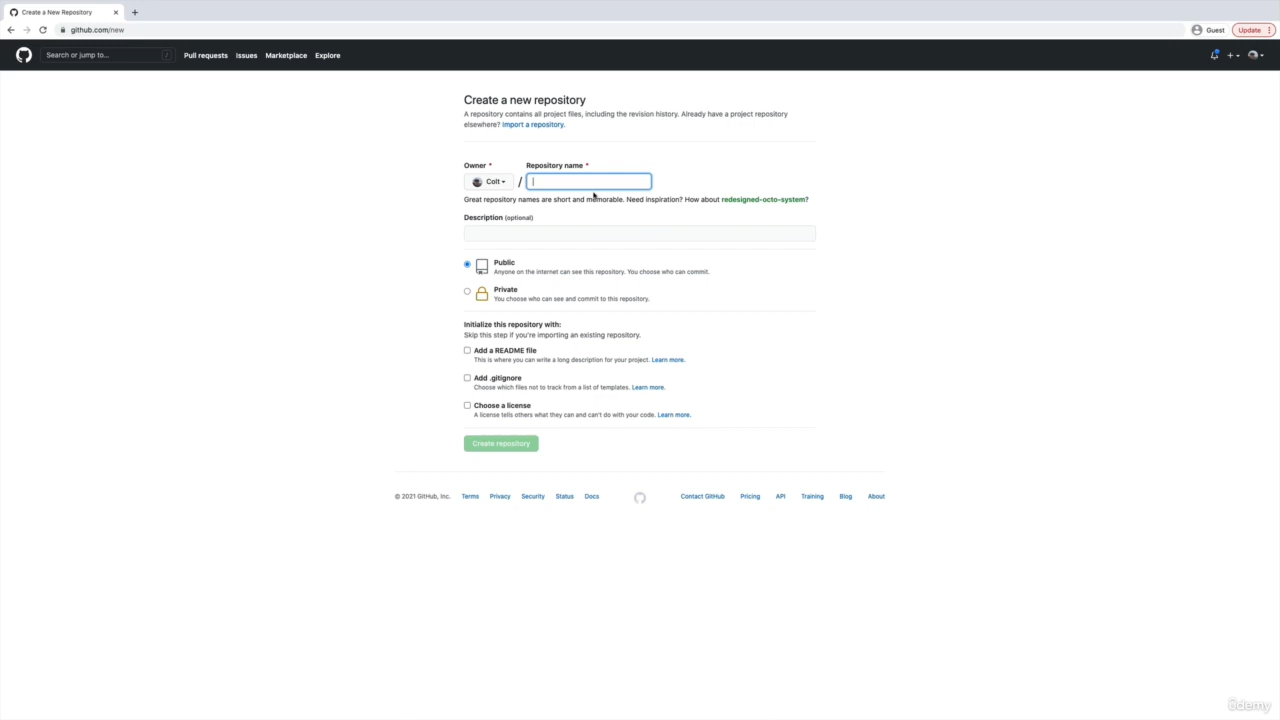 Create a New Repository
github.com/new
Guest
Update
Search or jump to...
/
Pull requests
Issues
Marketplace
Explore
Create a new repository
A repository contains all project files, including the revision history. Already have a project repository
elsewhere? Import a repository.
Owner *
Repository name *
Colt
/
Great repository names are short and memorable. Need inspiration? How about redesigned-octo-system?
Description (optional)
Public
Anyone on the internet can see this repository. You choose who can commit.
Private
You choose who can see and commit to this repository.
Initialize this repository with:
Skip this step if you're importing an existing repository.
Add a README file
This is where you can write a long description for your project. Learn more.
Add .gitignore
Choose which files not to track from a list of templates. Learn more.
Choose a license
A license tells others what they can and can't do with your code. Learn more.
Create repository
© 2021 GitHub, Inc.
Terms
Privacy
Security
Status
Docs
Contact GitHub
Pricing
API
Training
Blog
About
ûdemy